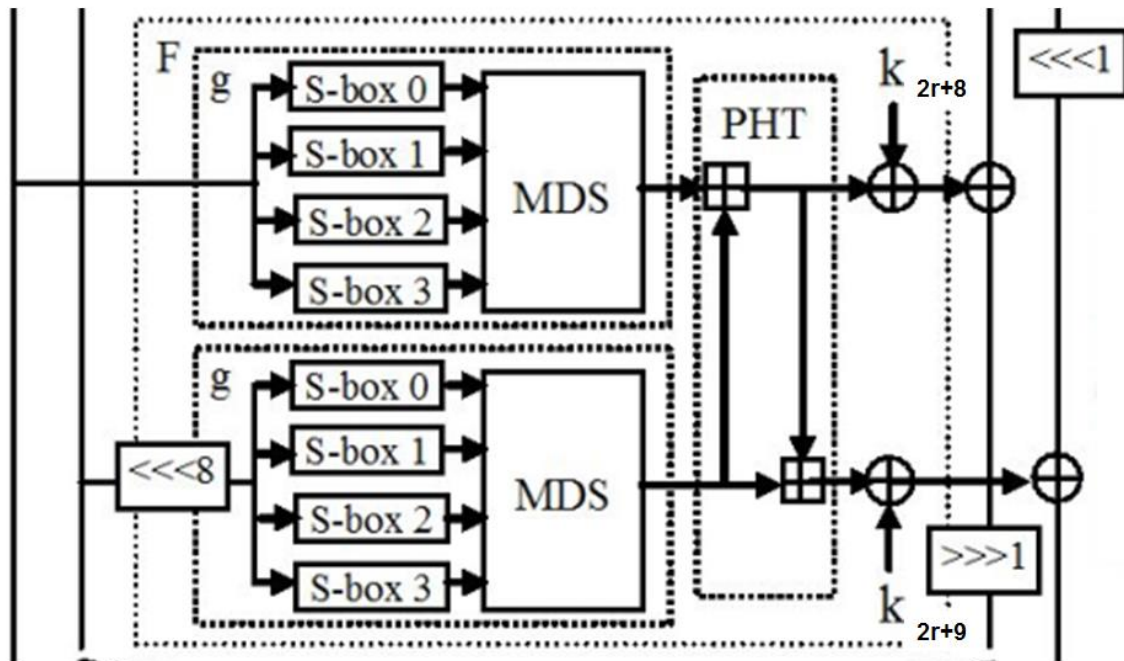 F
g
S-box 0
S-box 1
S-box 2
S-box 3
MDS
PHT
k 2r+8
<<<1
g
<<<8
S-box 0
S-box 1
S-box 2
S-box 3
MDS
k 2r+9
>>>1